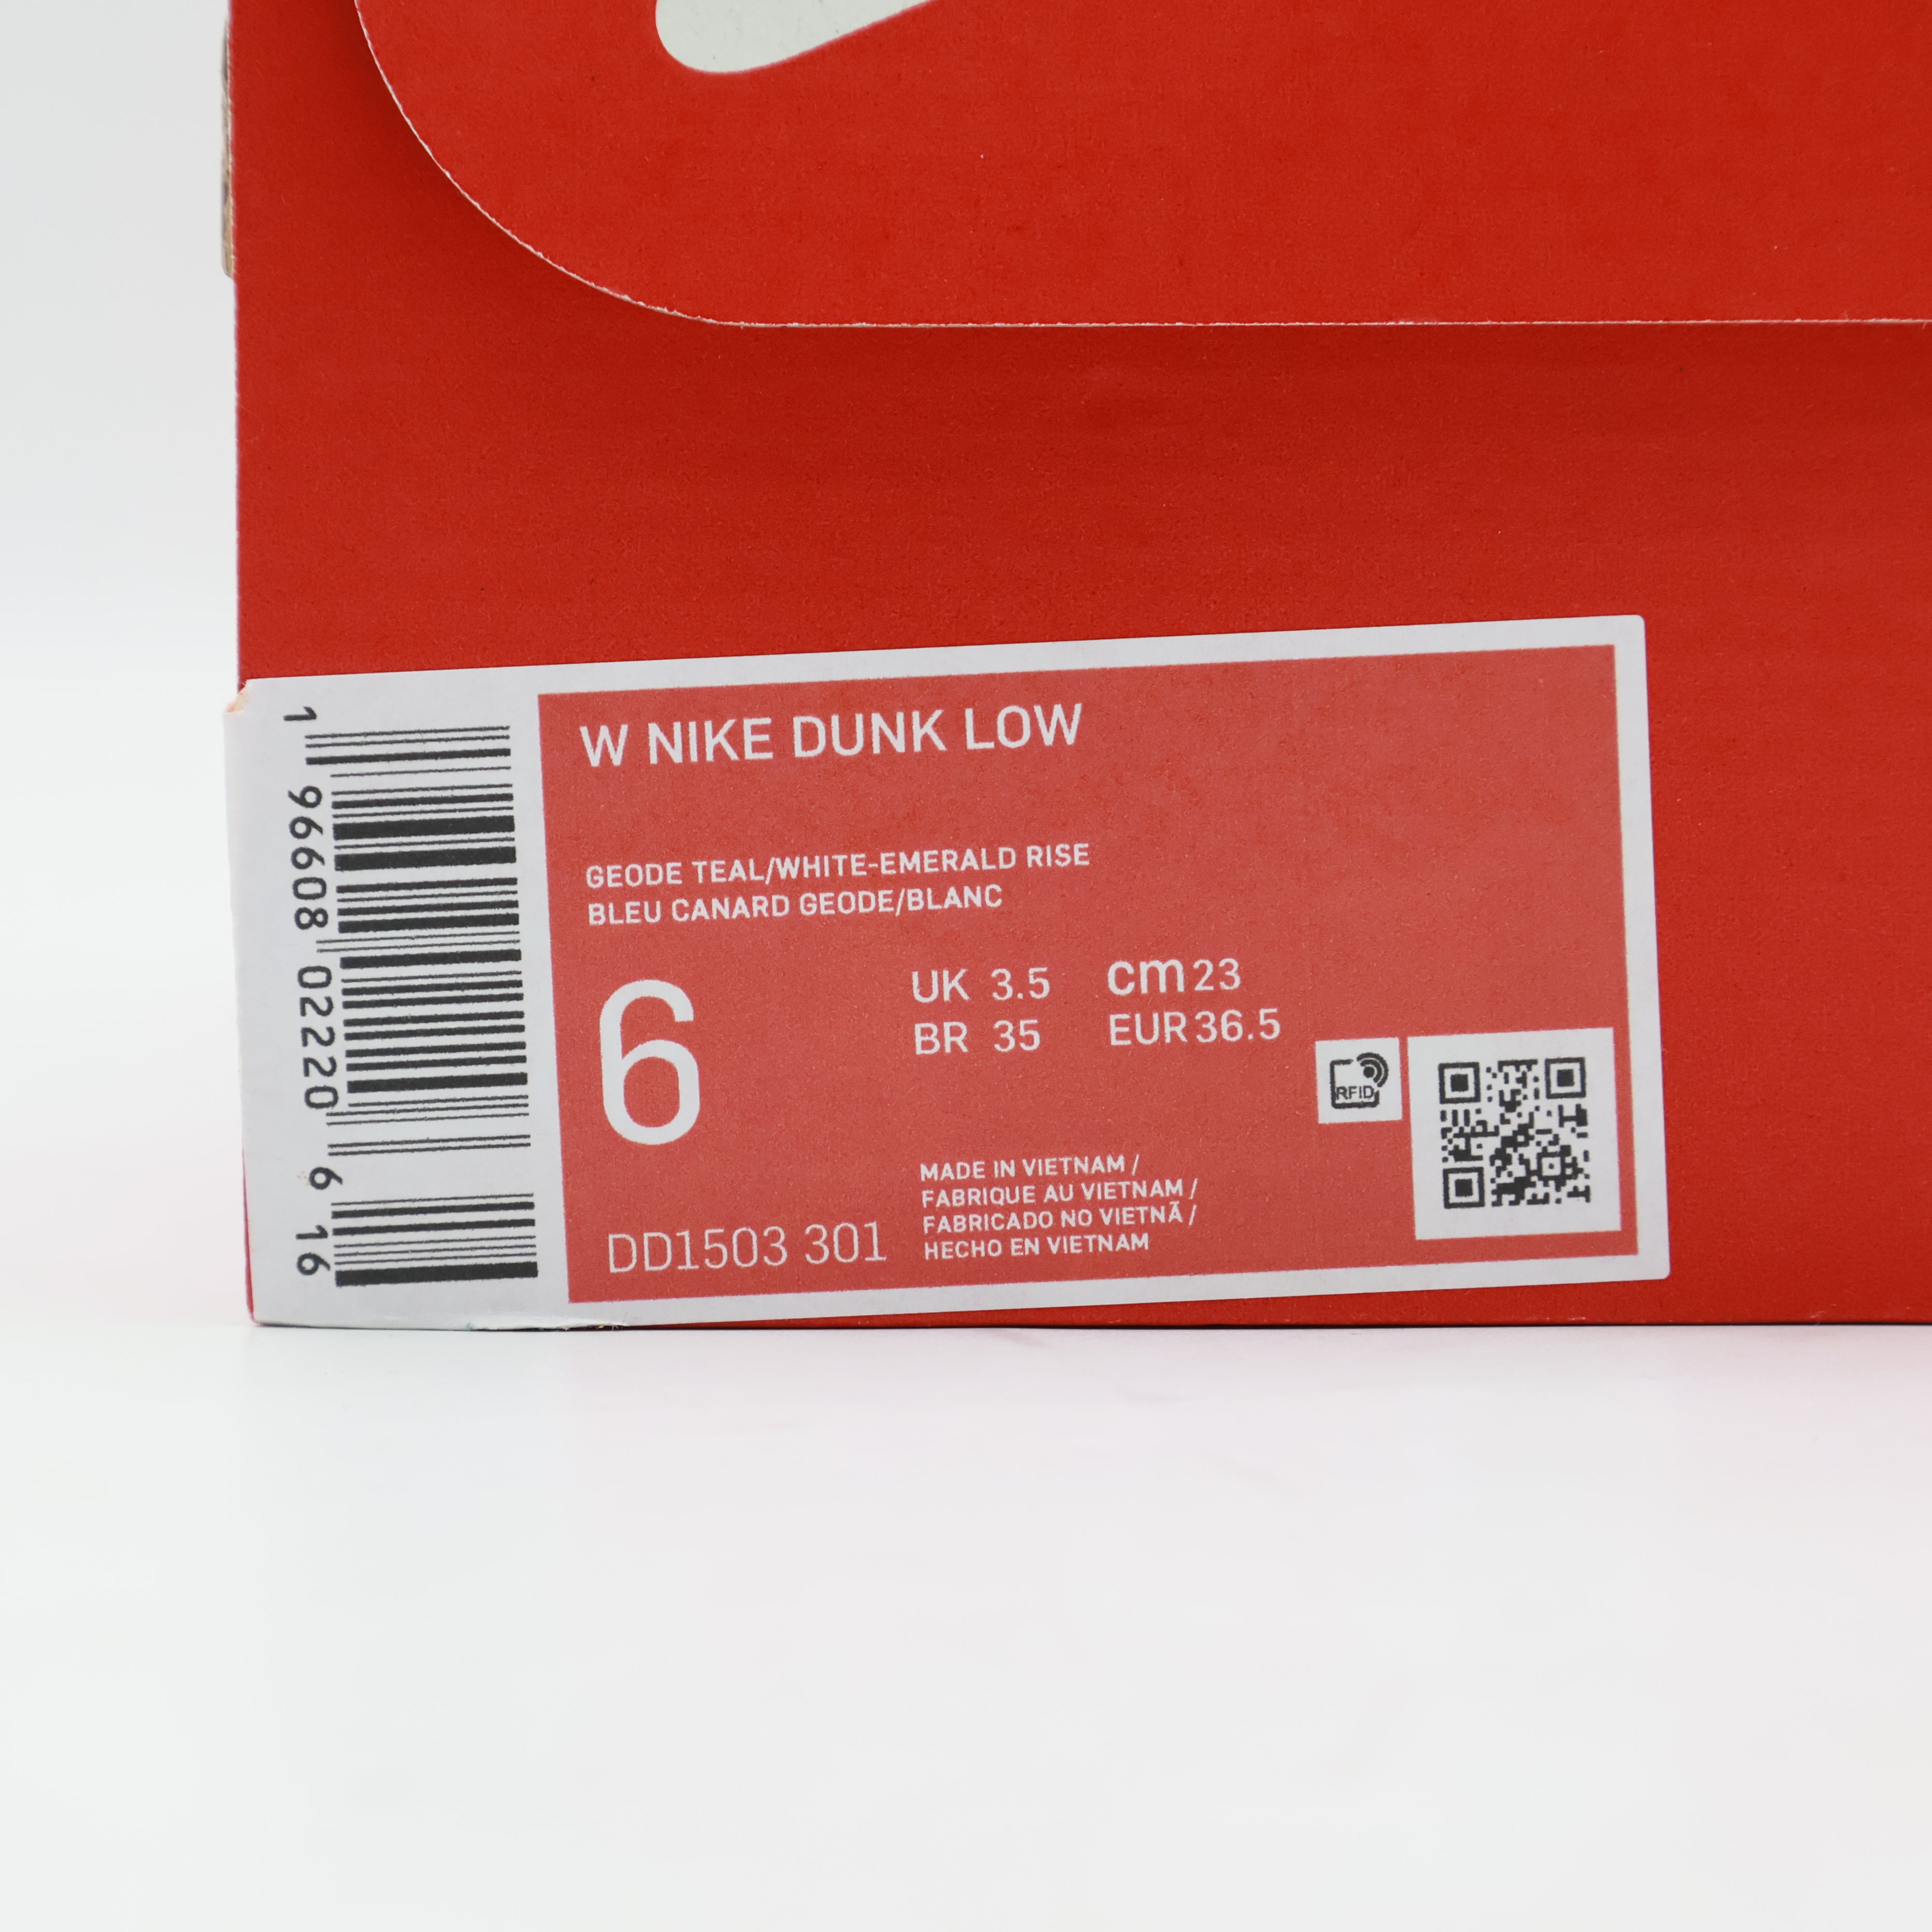 W NIKE DUNK LOW
GEODE TEAL/WHITE-EMERALD RISE
BLEU CANARD GEODE/BLANC
6
UK 3.5 cm 23
BR 35 EUR 36.5
RFID
MADE IN VIETNAM /
FABRIQUE AU VIETNAM /
FABRICADO NO VIETNÃ /
HECHO EN VIETNAM
DD1503 301
1 96608 02220 6 16